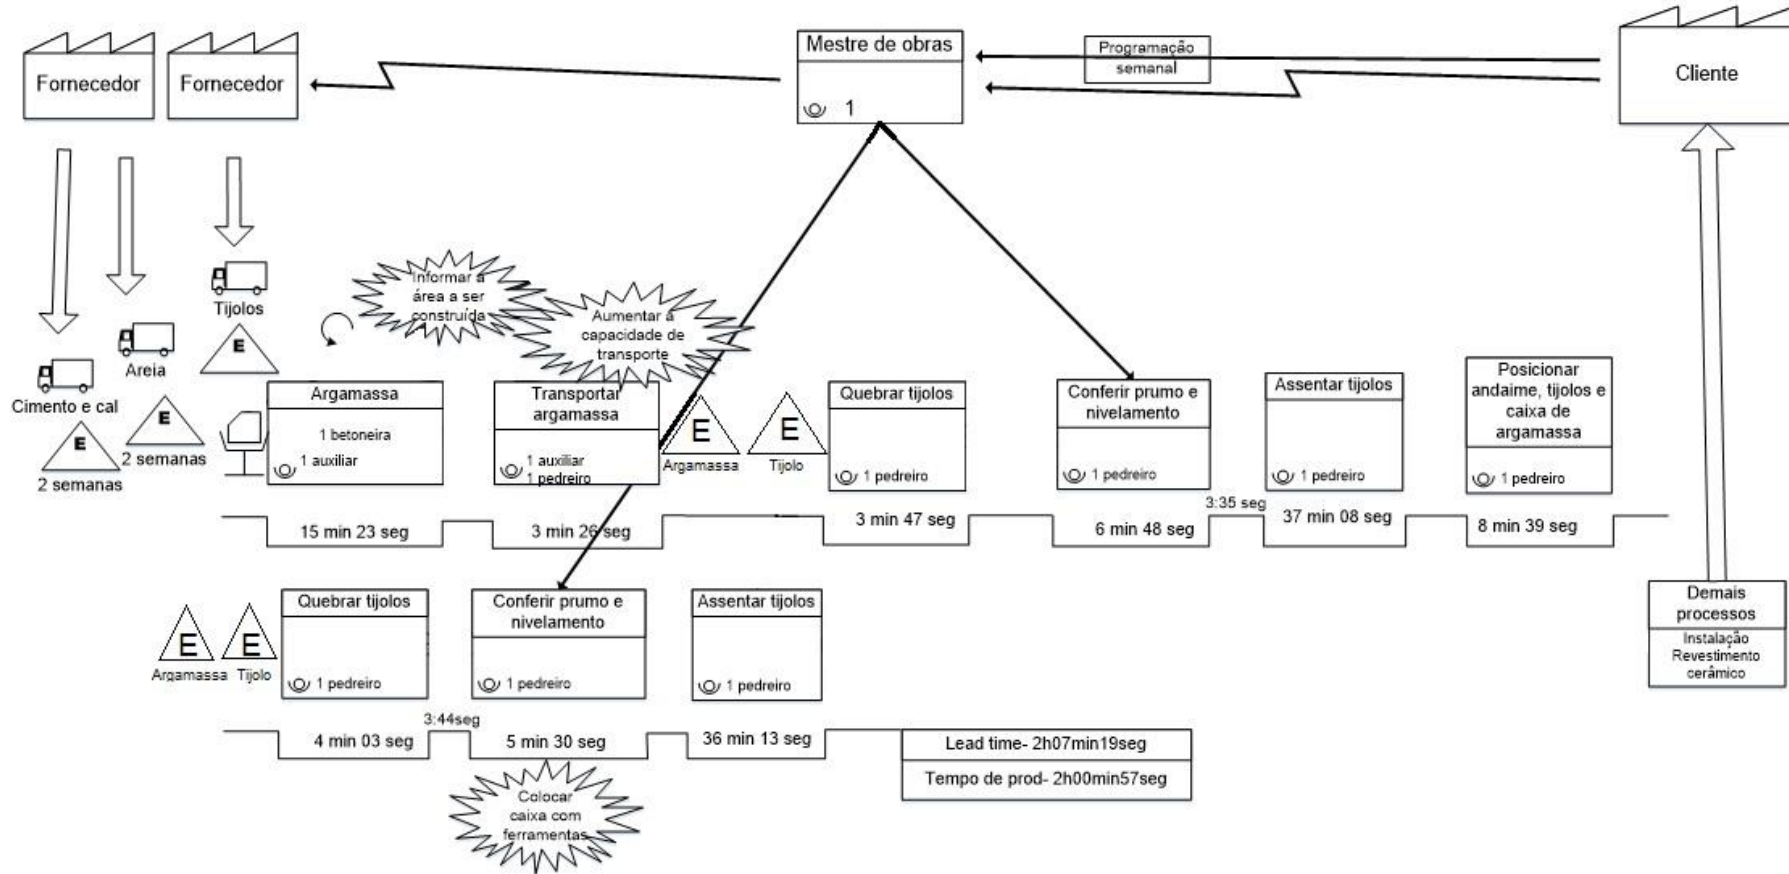 Fornecedor
Fornecedor
Mestre de obras
1
Programação
semanal
Cliente
Informar a
área a ser
construída
Aumentar a
capacidade de
transporte
Tijolos
E
Areia
E
2 semanas
Cimento e cal
E
2 semanas
Argamassa
1 betoneira
1 auxiliar
Transportar
argamassa
1 auxiliar
1 pedreiro
E
Argamassa
E
Tijolo
Quebrar tijolos
1 pedreiro
Conferir prumo e
nivelamento
1 pedreiro
Assentar tijolos
1 pedreiro
Posicionar
andaime, tijolos e
caixa de
argamassa
1 pedreiro
15 min 23 seg
3 min 26 seg
3 min 47 seg
6 min 48 seg
3:35 seg
37 min 08 seg
8 min 39 seg
E
Argamassa
E
Tijolo
Quebrar tijolos
1 pedreiro
Conferir prumo e
nivelamento
1 pedreiro
Assentar tijolos
1 pedreiro
Demais
processos
Instalação
Revestimento
cerâmico
4 min 03 seg
3:44seg
5 min 30 seg
36 min 13 seg
Lead time- 2h07min19seg
Tempo de prod- 2h00min57seg
Colocar
caixa com
ferramentas